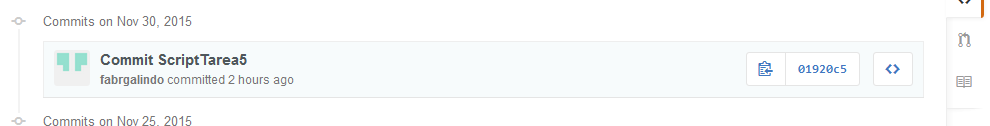 Commits on Nov 30, 2015
Commit ScriptTarea5
fabrgalindo committed 2 hours ago
01920c5
Commits on Nov 25, 2015